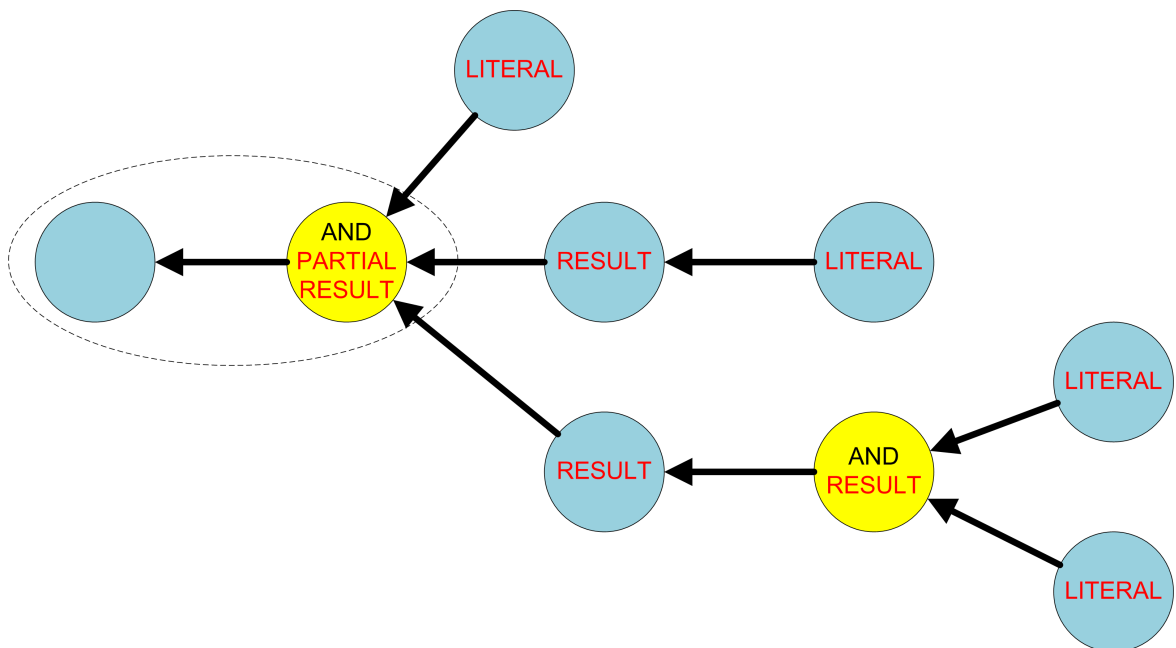 LITERAL
AND
PARTIAL
RESULT
RESULT
LITERAL
LITERAL
RESULT
AND
RESULT
LITERAL